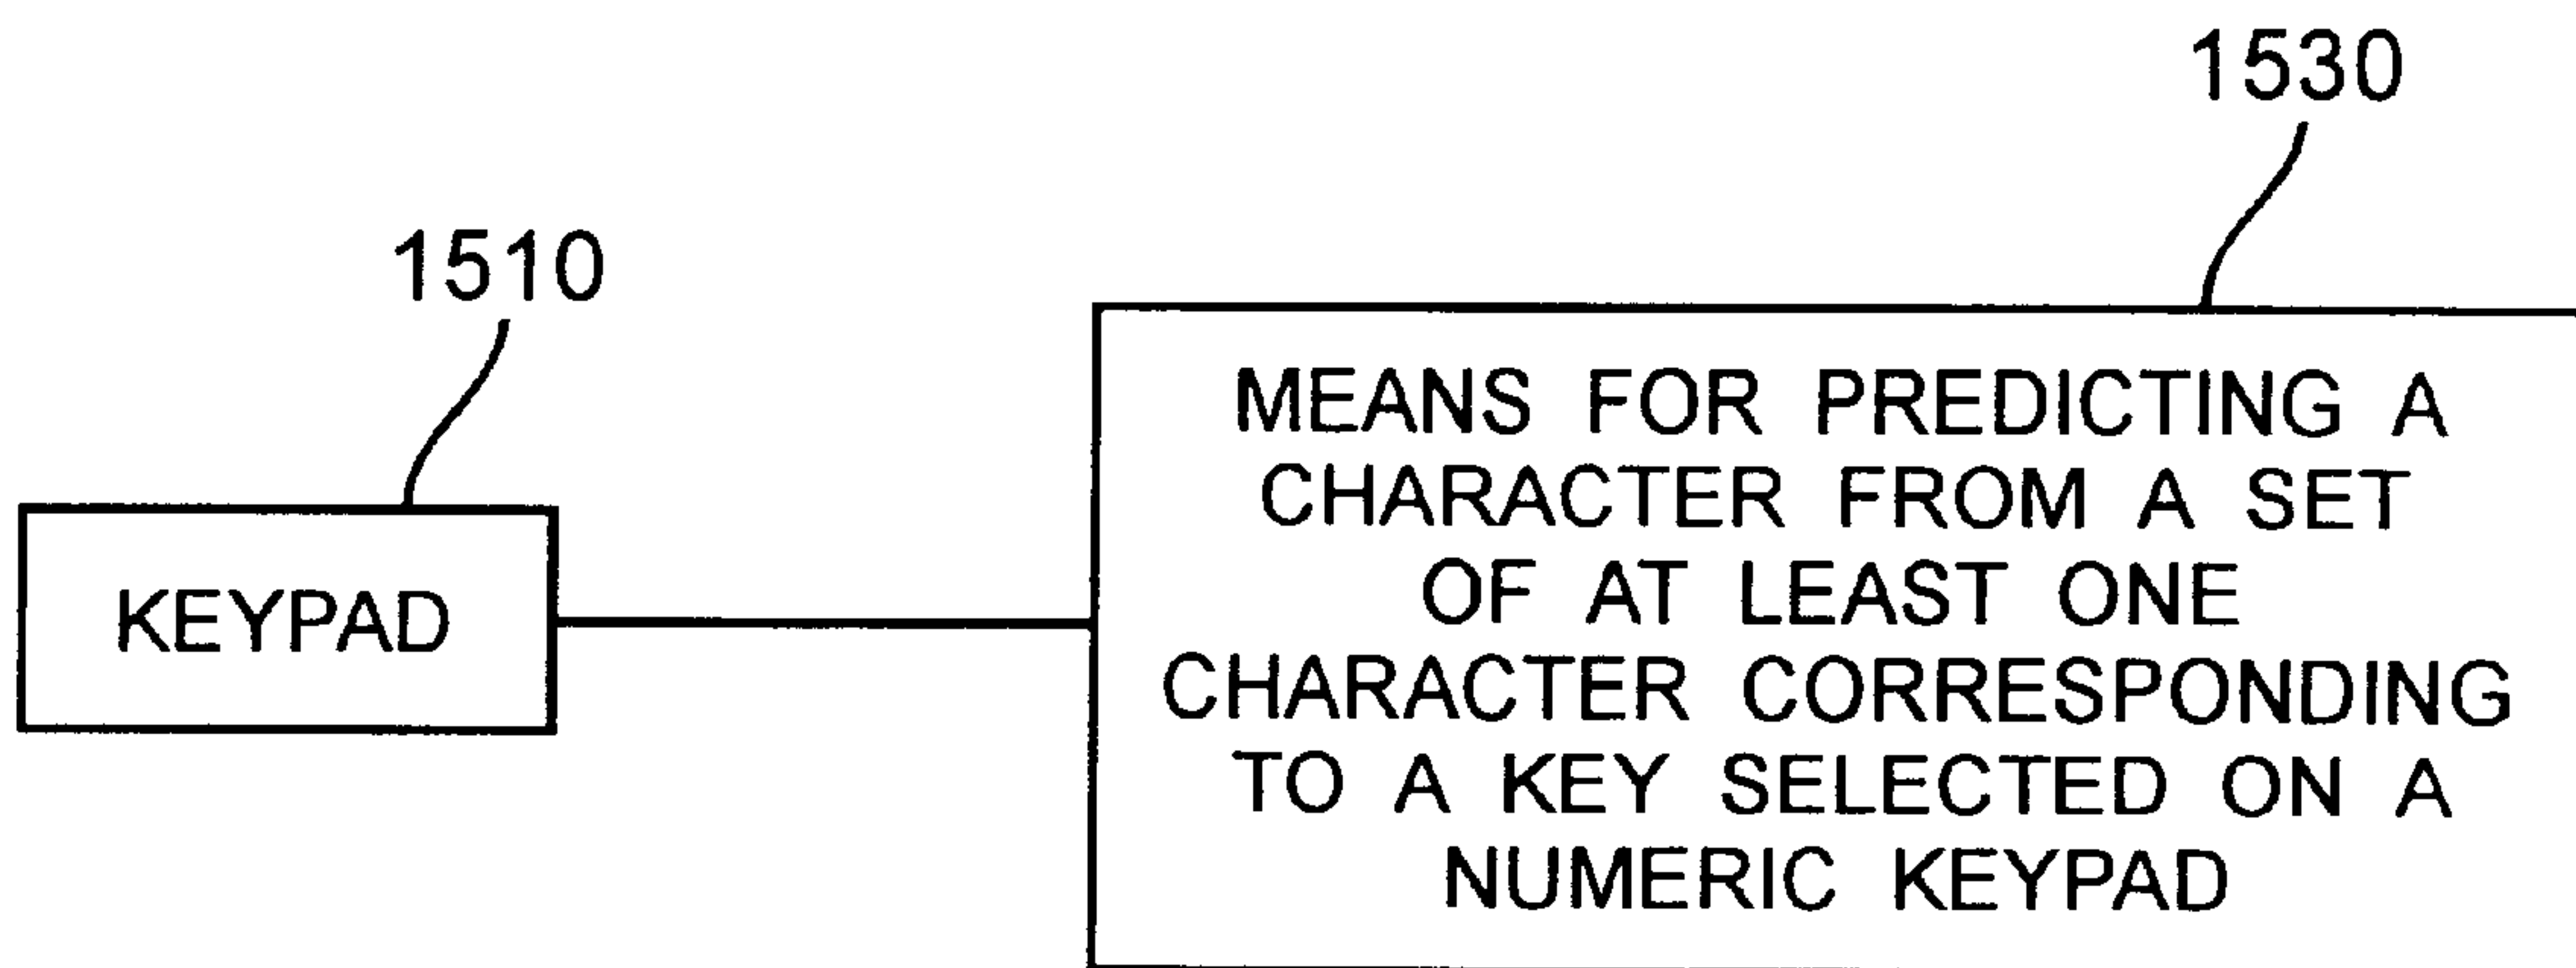 1530
1510
MEANS FOR PREDICTING A
CHARACTER FROM A SET
OF AT LEAST ONE
KEYPAD
CHARACTER CORRESPONDING
TO A KEY SELECTED ON A
NUMERIC KEYPAD